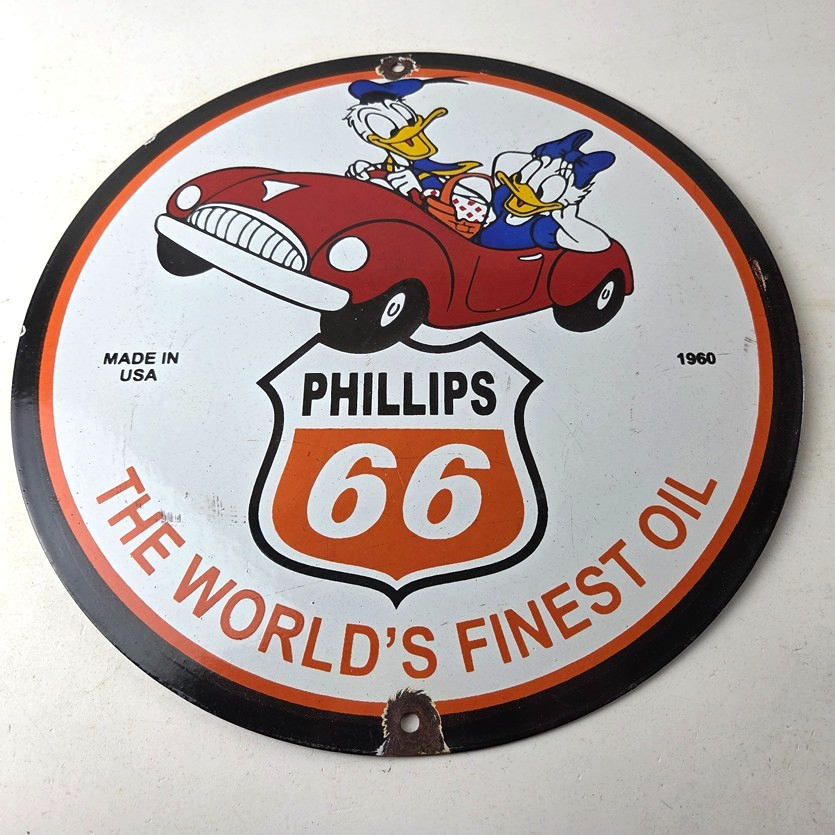 MADE IN
USA
1960
PHILLIPS
66
THE WORLD'S FINEST OIL